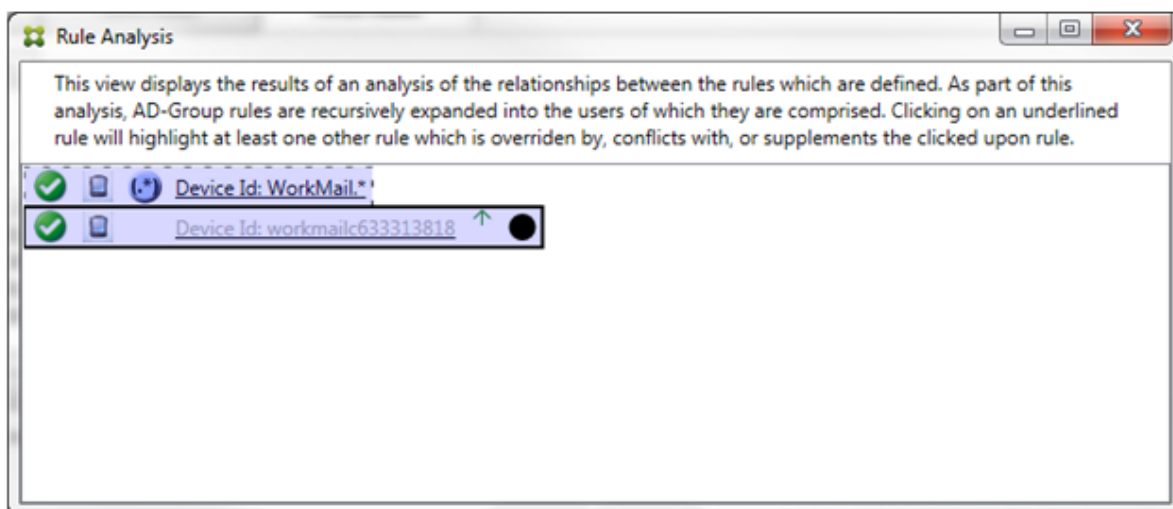 Rule Analysis
This view displays the results of an analysis of the relationships between the rules which are defined. As part of this
analysis, AD-Group rules are recursively expanded into the users of which they are comprised. Clicking on an underlined
rule will highlight at least one other rule which is overriden by, conflicts with, or supplements the clicked upon rule.
(.*) Device Id: WorkMail.*
Device Id: workmailc633313818